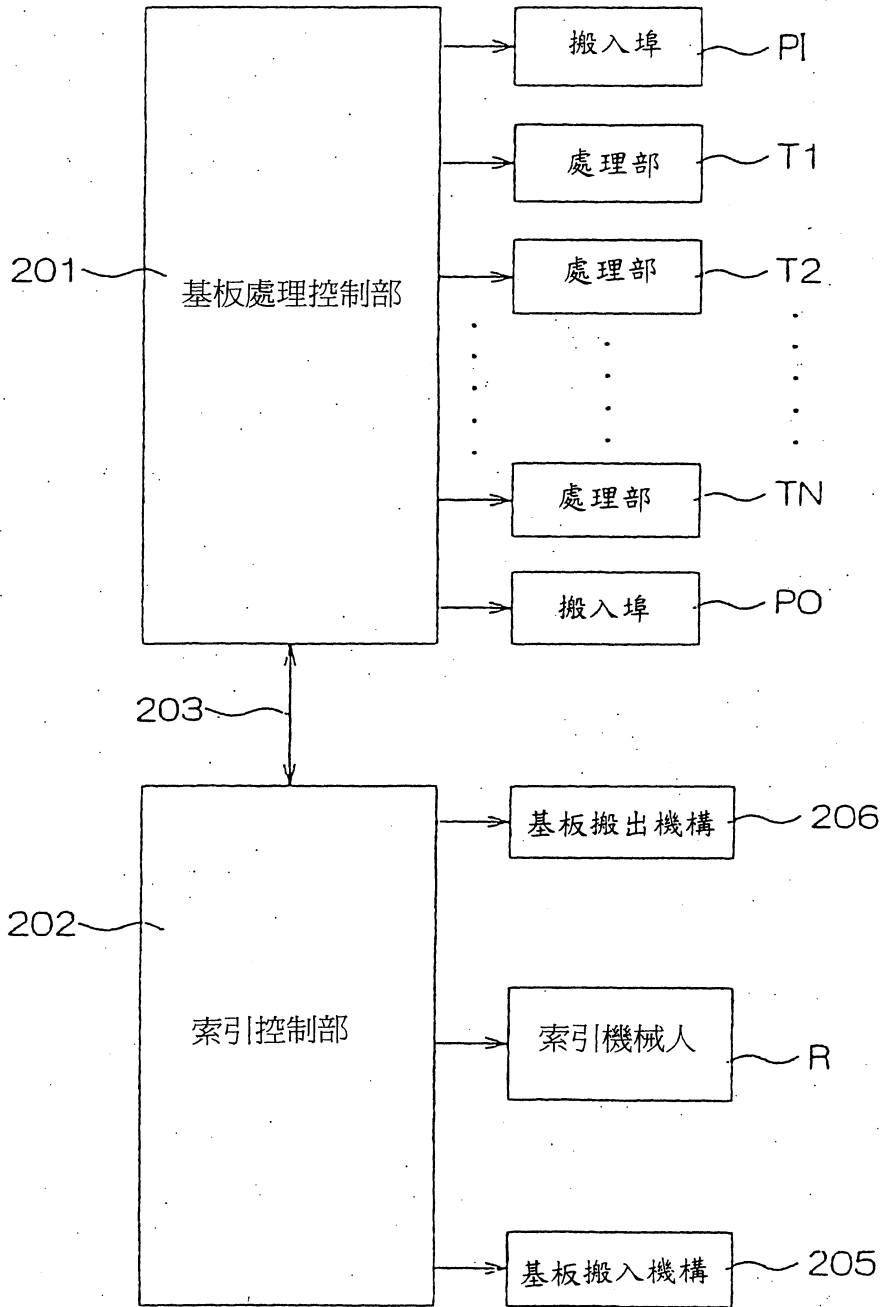 搬入埠
PI
處理部
T1
201
基板處理控制部
處理部
T2
處理部
TN
搬入埠
PO
203
基板搬出機構
206
202
索引控制部
索引機械人
R
基板搬入機構
205